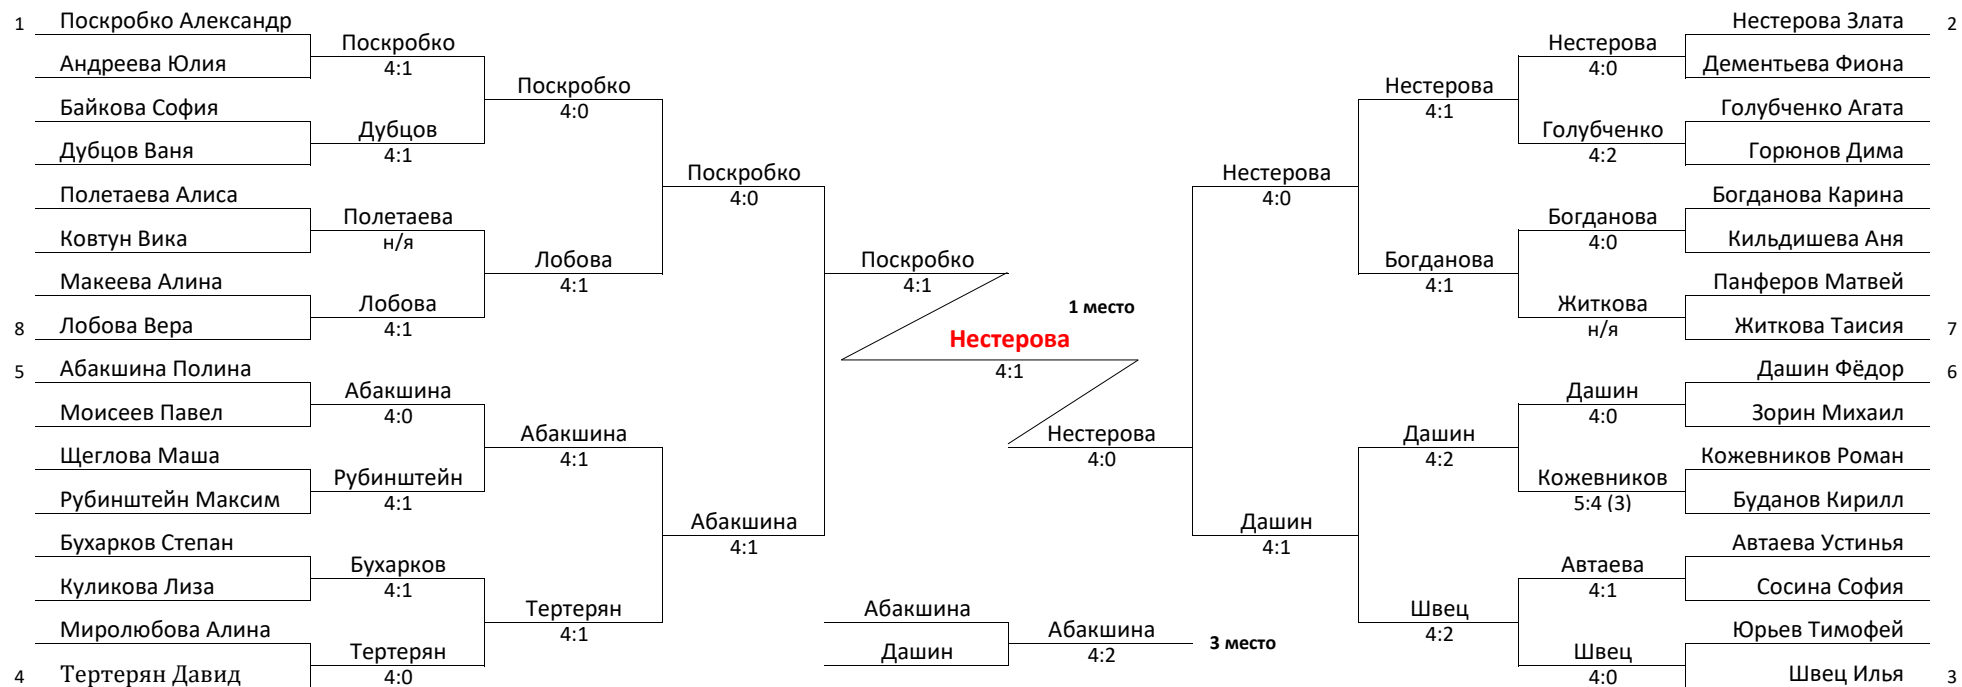 1 Поскробко Александр
Поскробко
4:1
Андреева Юлия
Поскробко
4:0
Байкова София
Дубцов
4:1
Дубцов Ваня
Поскробко
4:0
Полетаева Алиса
Полетаева
н/я
Ковтун Вика
Лобова
4:1
Макеева Алина
Лобова
4:1
8 Лобова Вера
Поскробко
4:1
5 Абакшина Полина
Абакшина
4:0
Моисеев Павел
Абакшина
4:1
Щеглова Маша
Рубинштейн
4:1
Рубинштейн Максим
Абакшина
4:1
Бухарков Степан
Бухарков
4:1
Куликова Лиза
Тертерян
4:1
Миролюбова Алина
Тертерян
4:0
4 Тертерян Давид
1 место
Нестерова
4:1
Нестерова
4:0
Абакшина
Дашин
Абакшина
4:2
3 место
Нестерова Злата 2
Нестерова
4:0
Дементьева Фиона
Нестерова
4:1
Голубченко Агата
Голубченко
4:2
Горюнов Дима
Нестерова
4:0
Богданова Карина
Богданова
4:0
Кильдишева Аня
Богданова
4:1
Панферов Матвей
Житкова
н/я
Житкова Таисия 7
Дашин Фёдор 6
Дашин
4:0
Зорин Михаил
Дашин
4:2
Кожевников Роман
Кожевников
5:4 (3)
Буданов Кирилл
Дашин
4:1
Автаева Устинья
Автаева
4:1
Сосина София
Швец
4:2
Юрьев Тимофей
Швец
4:0
Швец Илья 3